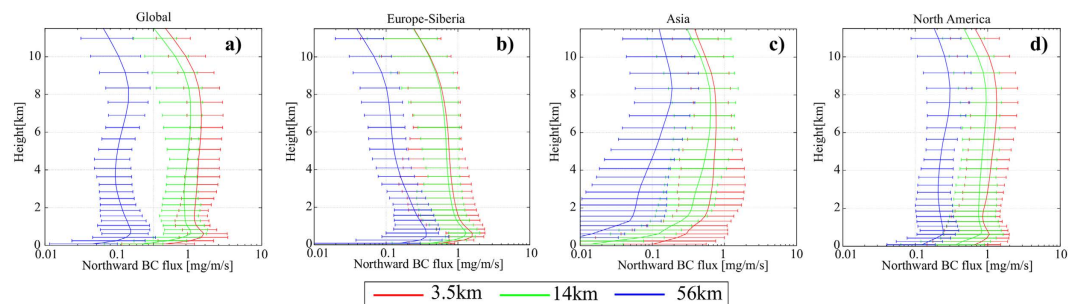 Global
a)
Height[km]
10
8
6
4
2
0
0.01 0.1 1 10
Northward BC flux [mg/m/s]
Europe-Siberia
b)
Height[km]
10
8
6
4
2
0
0.01 0.1 1 10
Northward BC flux [mg/m/s]
Asia
c)
Height[km]
10
8
6
4
2
0
0.01 0.1 1 10
Northward BC flux [mg/m/s]
North America
d)
Height[km]
10
8
6
4
2
0
0.01 0.1 1 10
Northward BC flux [mg/m/s]
3.5km 14km 56km